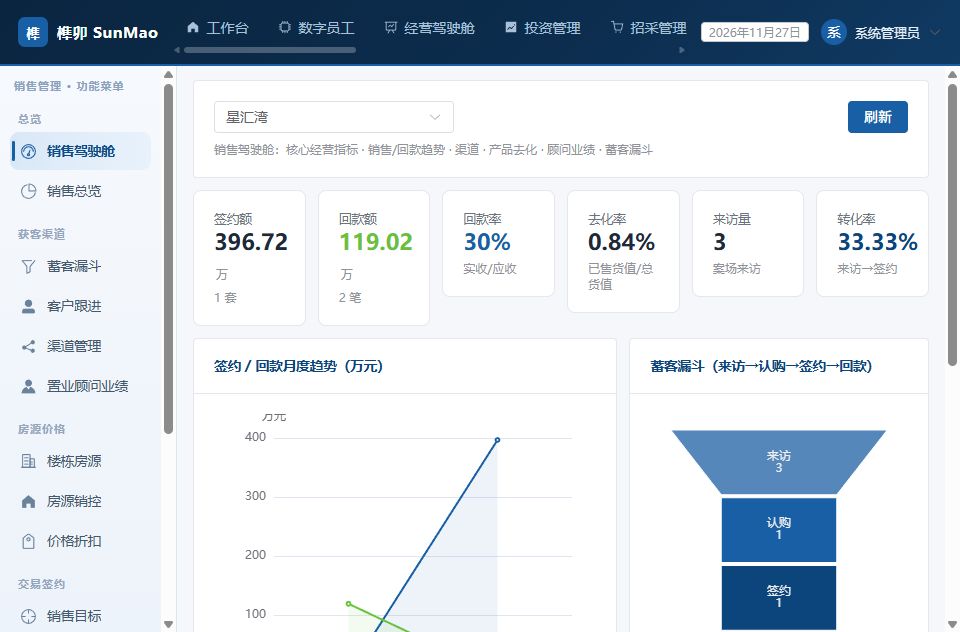 榫 榫卯 SunMao 工作台 数字员工 经营驾驶舱 投资管理 招采管理 2026年11月27日 系 系统管理员
销售管理 • 功能菜单
总览
销售驾驶舱
销售总览
获客渠道
蓄客漏斗
客户跟进
渠道管理
置业顾问业绩
房源价格
楼栋房源
房源销控
价格折扣
交易签约
销售目标
星汇湾
刷新
销售驾驶舱：核心经营指标 · 销售/回款趋势 · 渠道 · 产品去化 · 顾问业绩 · 蓄客漏斗
签约额
396.72
万
1 套
回款额
119.02
万
2 笔
回款率
30%
实收/应收
去化率
0.84%
已售货值/总
货值
来访量
3
案场来访
转化率
33.33%
来访→签约
签约 / 回款月度趋势（万元）
万元
400
300
200
100
蓄客漏斗（来访→认购→签约→回款）
来访
3
认购
1
签约
1